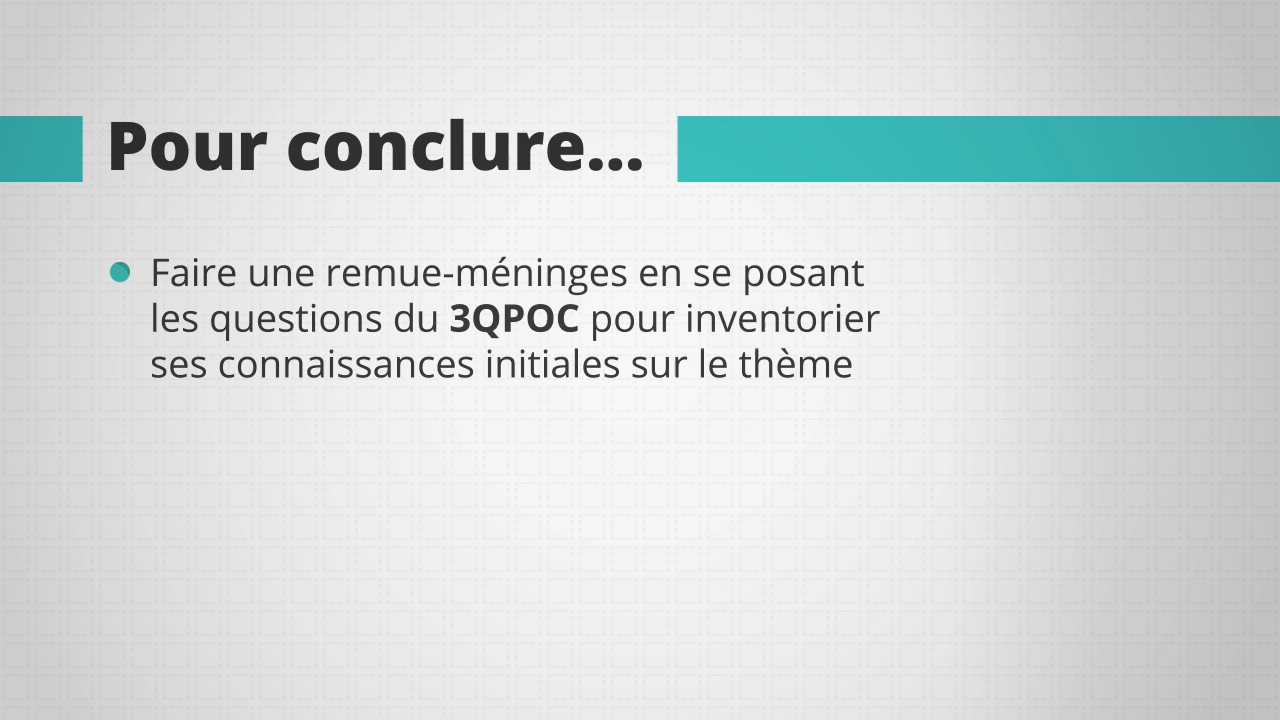 Pour conclure...
Faire une remue-méninges en se posant
les questions du 3QPOC pour inventorier
ses connaissances initiales sur le thème